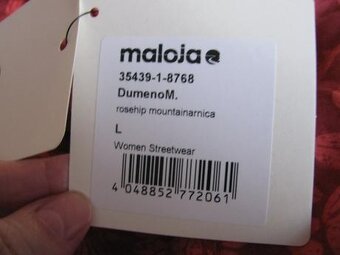 maloja
35439-1-8768
DumenoM.
rosehip mountainarnica
L
Women Streetwear
4 048852 772061